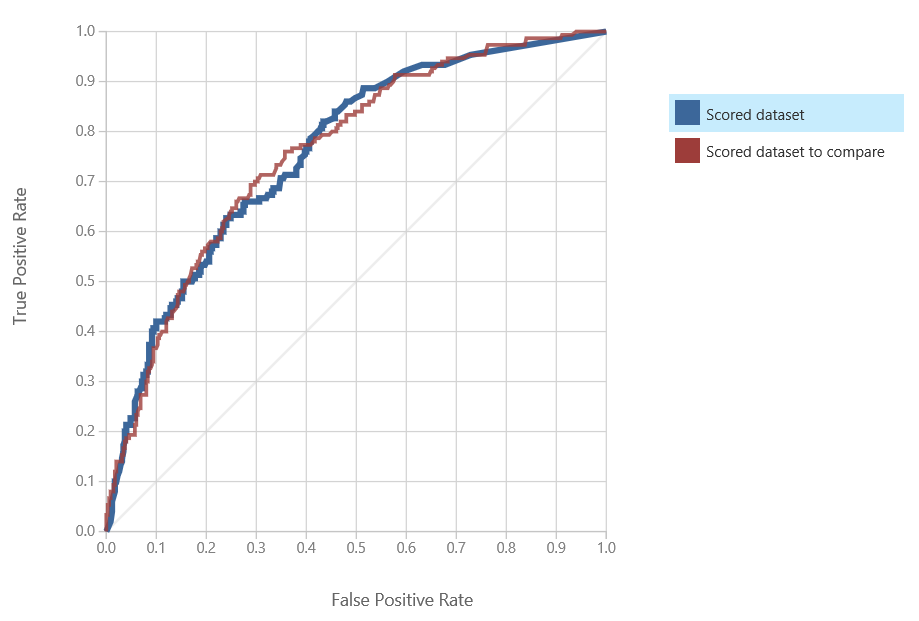 1.0
0.9
0.8
0.7
0.6
0.5
0.4
0.3
0.2
0.1
0.0
True Positive Rate
0.0 0.1 0.2 0.3 0.4 0.5 0.6 0.7 0.8 0.9 1.0
False Positive Rate
Scored dataset
Scored dataset to compare